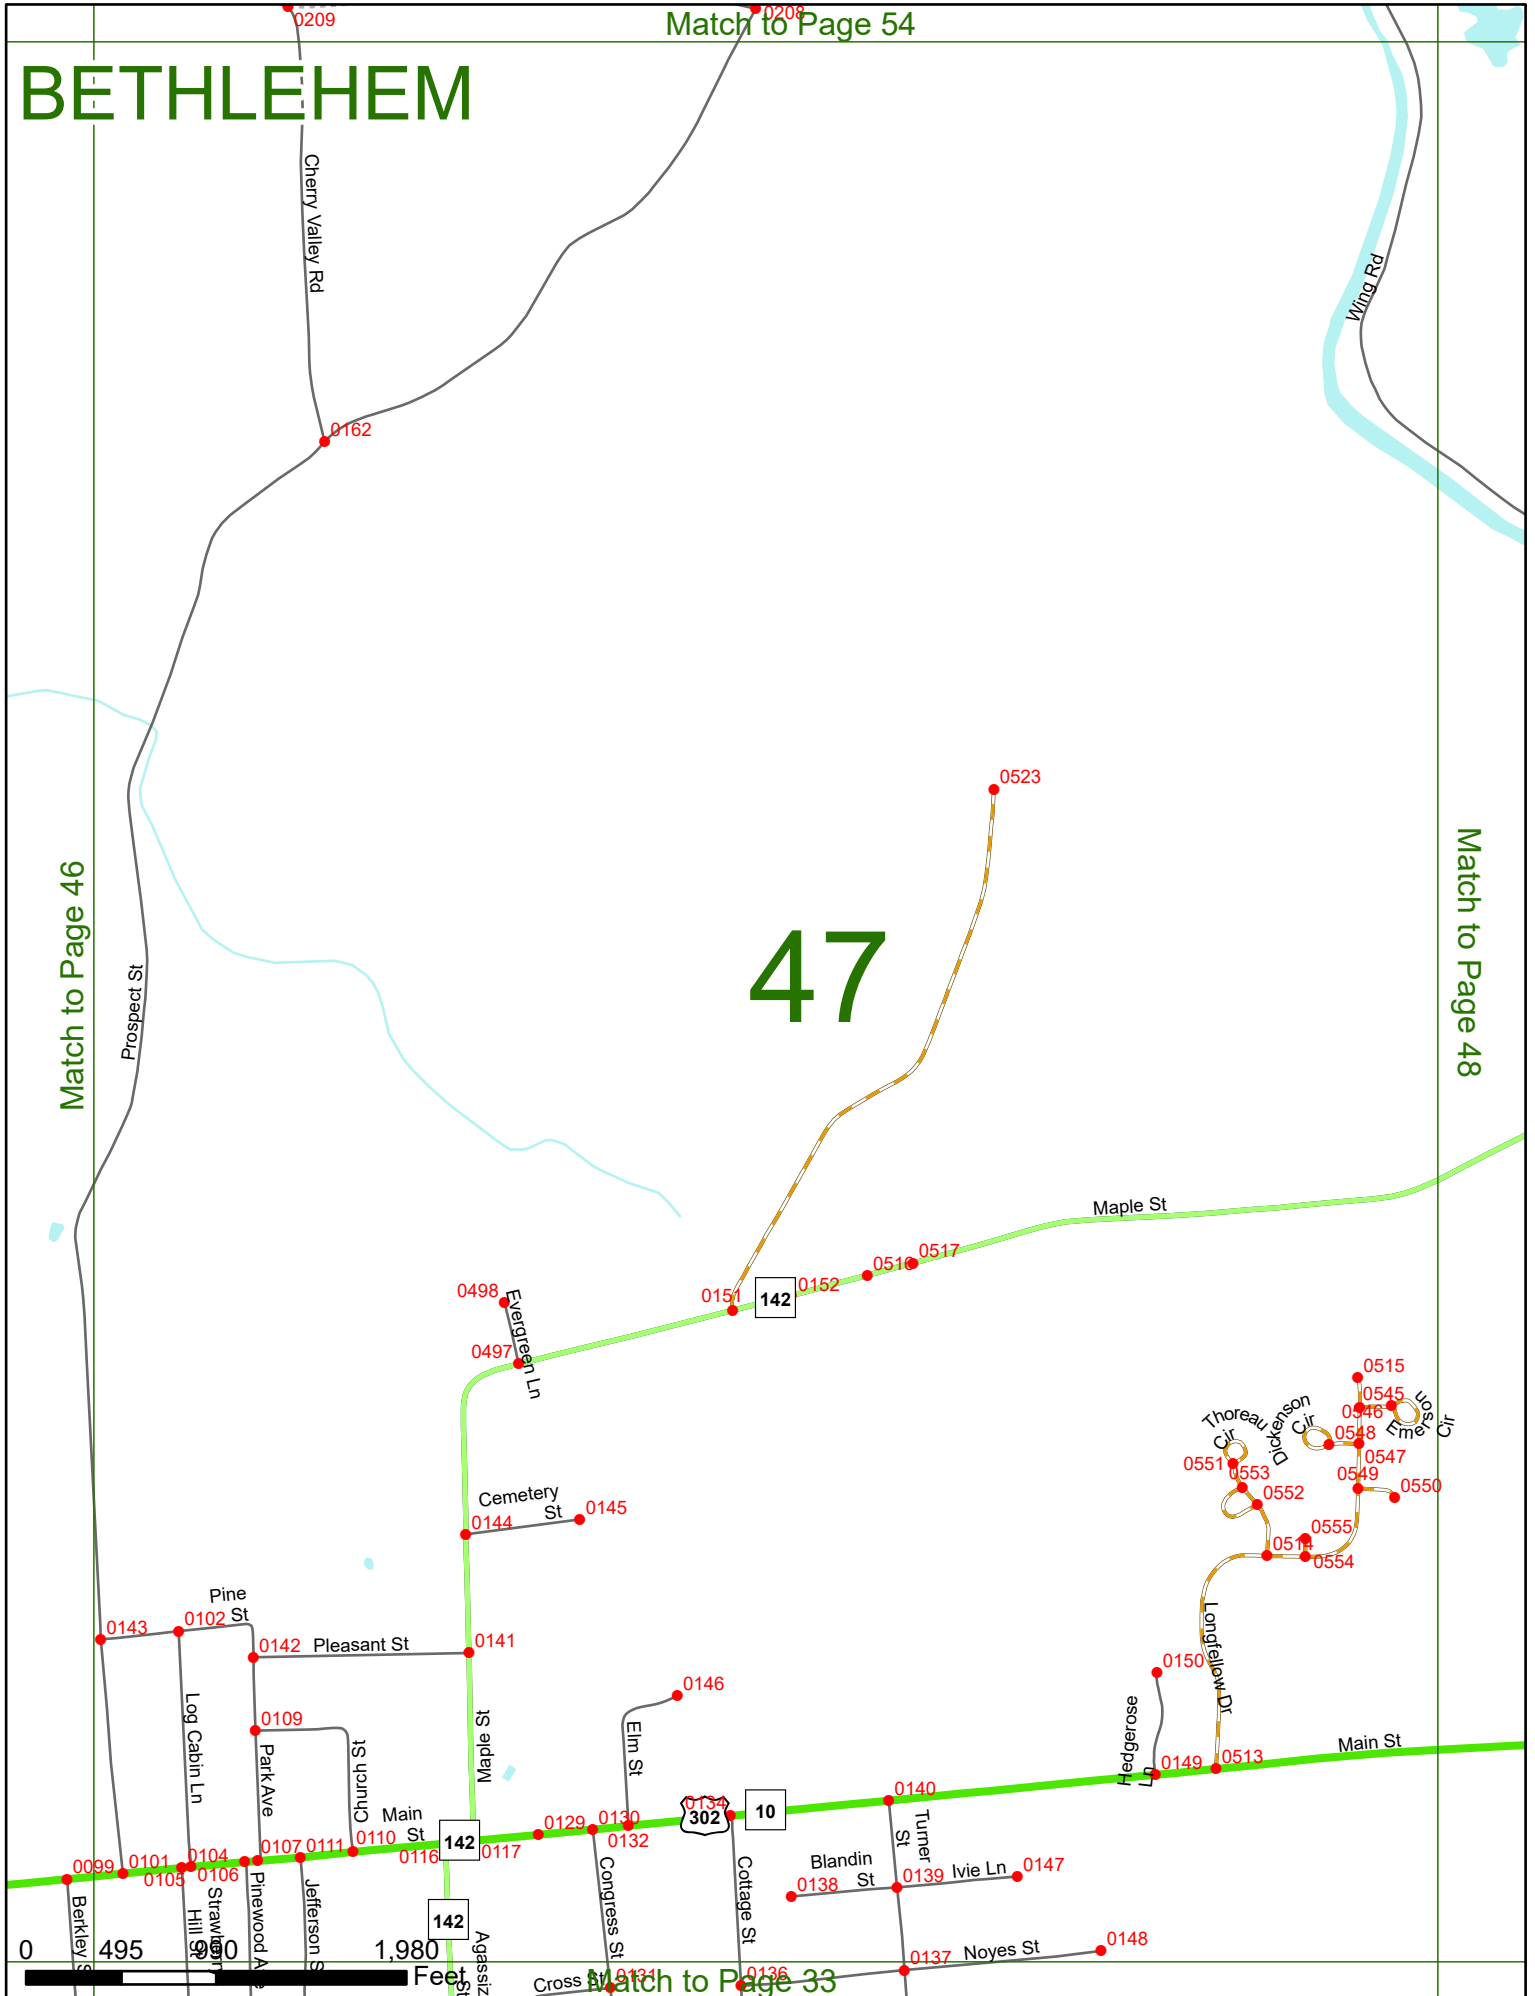 0209
0208
Match to Page 54
BETHLEHEM
Cherry Valley Rd
Wing Rd
0162
0523
Match to Page 46
47
Match to Page 48
Prospect St
Maple St
0517
0516
0152
142
0151
0498
Evergreen Ln
0497
0515
0545
0546
Emerson Cir
Dickenson Cir
0548
0547
Thoreau Cir
0551
0553
0552
0549
0550
0555
0514
0554
Longfellow Dr
Cemetery St
0145
0144
Pine St
0143
0102
0142
Pleasant St
0141
0109
Log Cabin Ln
Park Ave
Church St
Maple St
0146
Elm St
0150
Hedgerose Ln
0149
0513
Main St
0140
0134
302
10
0129
0130
0132
Main St
0110
0116
142
0117
0111
0107
0104
0106
0101
0105
0099
Turner St
Blandin St
0138
0139
Ivie Ln
0147
Congress St
Cottage St
142
Agassiz St
Berkley S
Hill St
Pinewood Ave
Jefferson S
0137
Noyes St
0148
Cross St
0131
0136
Match to Page 33
0
495
990
1,980
Feet